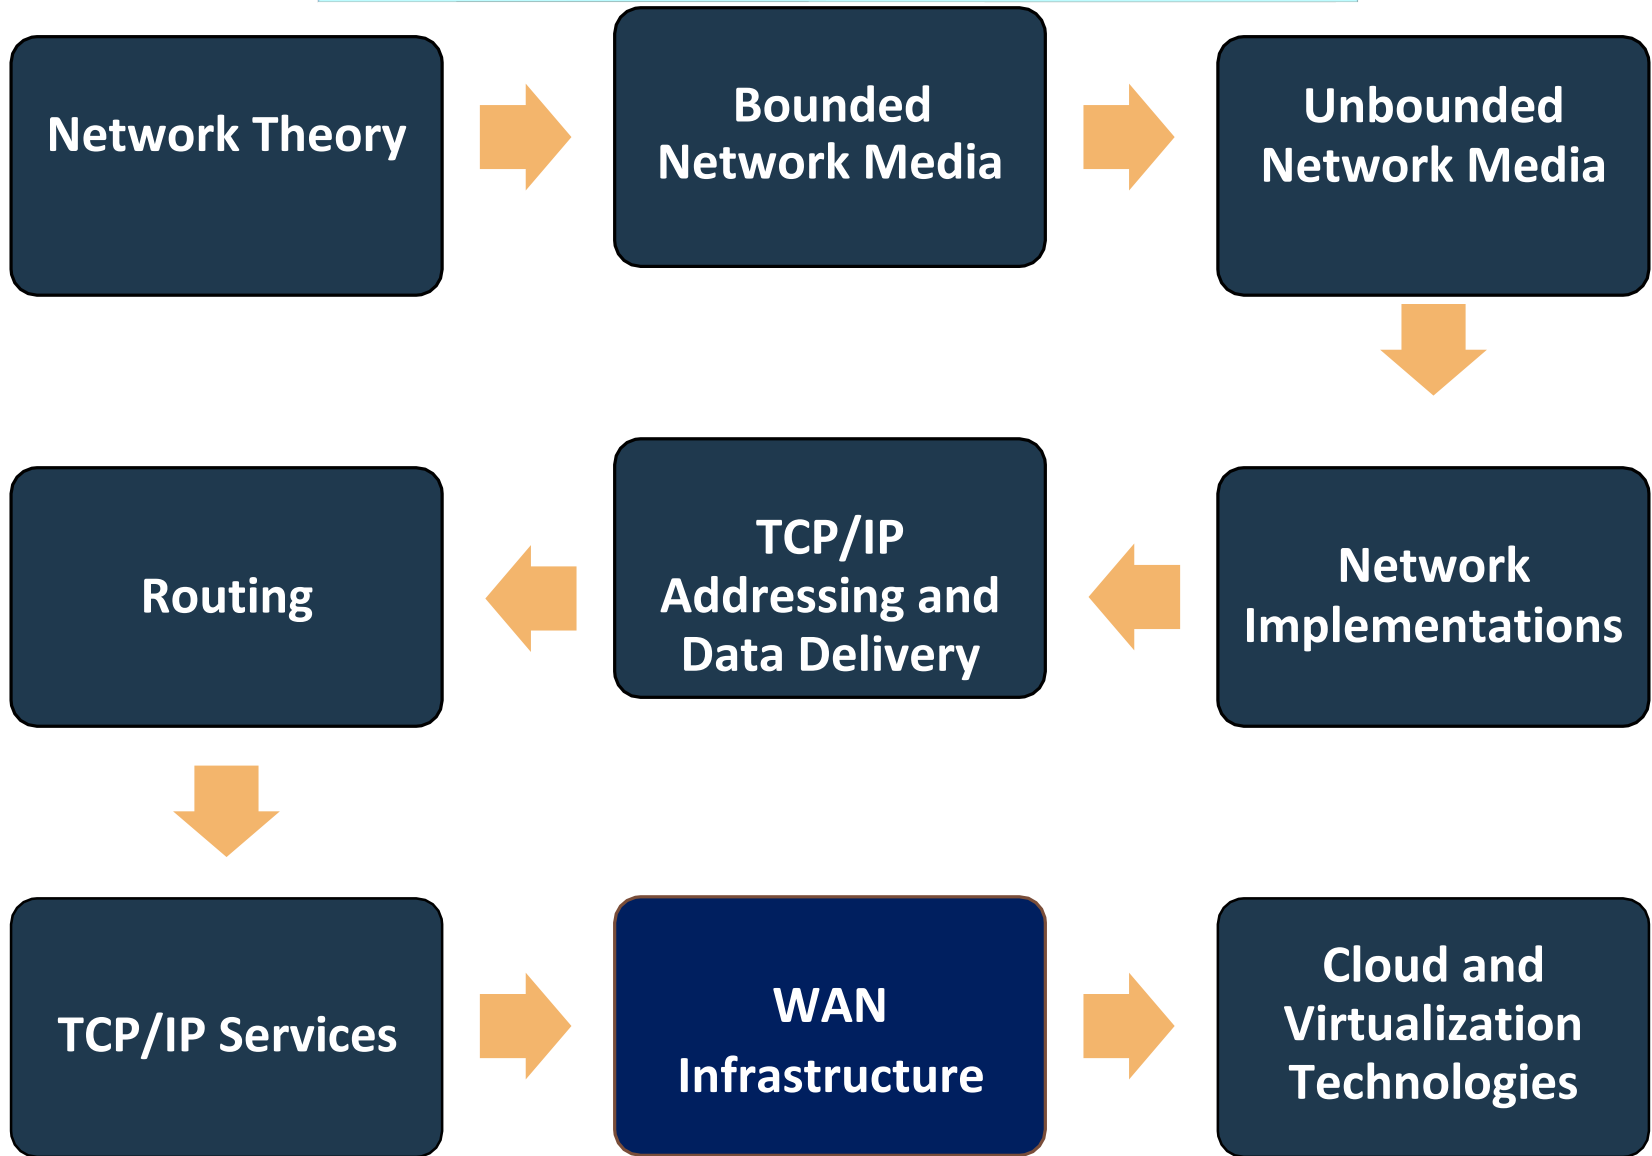 Network Theory
Bounded
Network Media
Unbounded
Network Media
Network
Implementations
TCP/IP
Addressing and
Data Delivery
Routing
TCP/IP Services
WAN
Infrastructure
Cloud and
Virtualization
Technologies